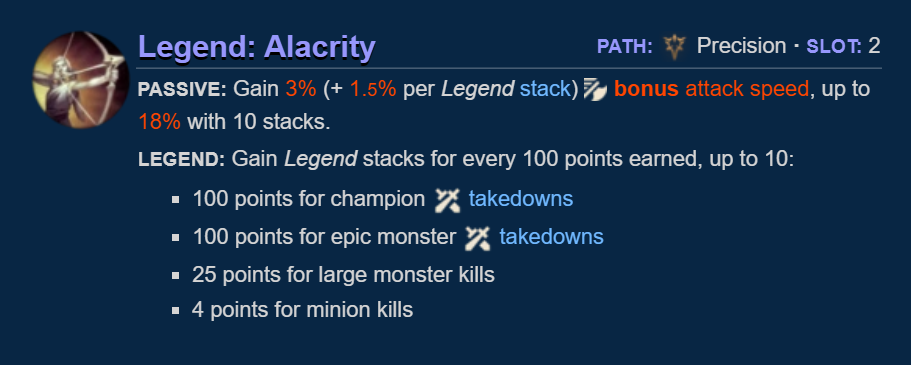 Legend: Alacrity PATH: Precision · SLOT: 2
PASSIVE: Gain 3% (+ 1.5% per Legend stack) bonus attack speed, up to
18% with 10 stacks.
LEGEND: Gain Legend stacks for every 100 points earned, up to 10:
▪ 100 points for champion takedowns
▪ 100 points for epic monster takedowns
▪ 25 points for large monster kills
▪ 4 points for minion kills